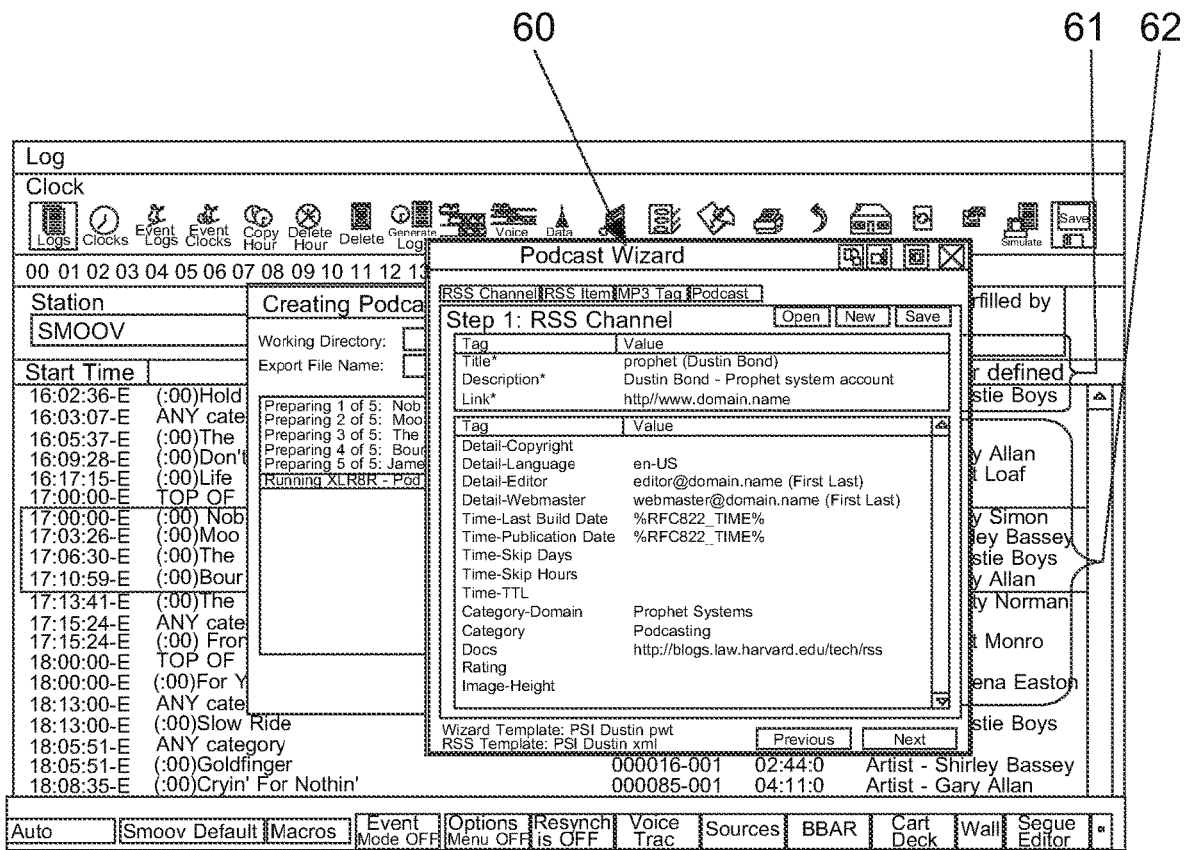 60 61 62
Log
Clock
Logs Clocks Event Logs Event Clocks Copy Hour Delete Hour Delete Generate Log Voice Data Simulate Save
00 01 02 03 04 05 06 07 08 09 10 11 12 13
Podcast Wizard
Station
SMOOV
rfilled by
Creating Podca
Working Directory:
Export File Name:
RSS Channel RSS Item MP3 Tag Podcast
Step 1: RSS Channel Open New Save
Tag Value
Title* prophet (Dustin Bond)
Description* Dustin Bond - Prophet system account
Link* http//www.domain.name
Tag Value
Detail-Copyright
Detail-Language en-US
Detail-Editor editor@domain.name (First Last)
Detail-Webmaster webmaster@domain.name (First Last)
Time-Last Build Date %RFC822_TIME%
Time-Publication Date %RFC822_TIME%
Time-Skip Days
Time-Skip Hours
Time-TTL
Category-Domain Prophet Systems
Category Podcasting
Docs http://blogs.law.harvard.edu/tech/rss
Rating
Image-Height
Wizard Template: PSI Dustin pwt
RSS Template: PSI Dustin xml
Previous Next
Preparing 1 of 5: Nob
Preparing 2 of 5: Moo
Preparing 3 of 5: The
Preparing 4 of 5: Bour
Preparing 5 of 5: Jame
Running XLR8R - Pod
Start Time r defined
16:02:36-E (:00)Hold stie Boys
16:03:07-E ANY cate
16:05:37-E (:00)The
16:09:28-E (:00)Don't y Allan
16:17:15-E (:00)Life t Loaf
17:00:00-E TOP OF
17:00:00-E (:00) Nob y Simon
17:03:26-E (:00)Moo ley Bassey
17:06:30-E (:00)The stie Boys
17:10:59-E (:00)Bour y Allan
17:13:41-E (:00)The ty Norman
17:15:24-E ANY cate
17:15:24-E (:00) Fron t Monro
18:00:00-E TOP OF
18:00:00-E (:00)For Y ena Easton
18:13:00-E ANY cate
18:13:00-E (:00)Slow Ride stie Boys
18:05:51-E ANY category
18:05:51-E (:00)Goldfinger 000016-001 02:44:0 Artist - Shirley Bassey
18:08:35-E (:00)Cryin' For Nothin' 000085-001 04:11:0 Artist - Gary Allan
Auto Smoov Default Macros Event Mode OFF Options Menu OFF Resynch is OFF Voice Trac Sources BBAR Cart Deck Wall Segue Editor